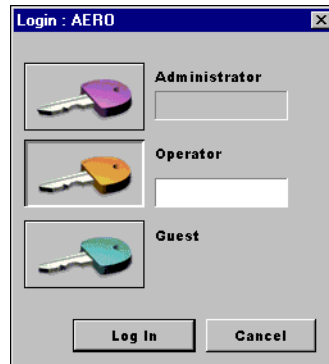 Login : AERO
Administrator
Operator
Guest
Log In
Cancel